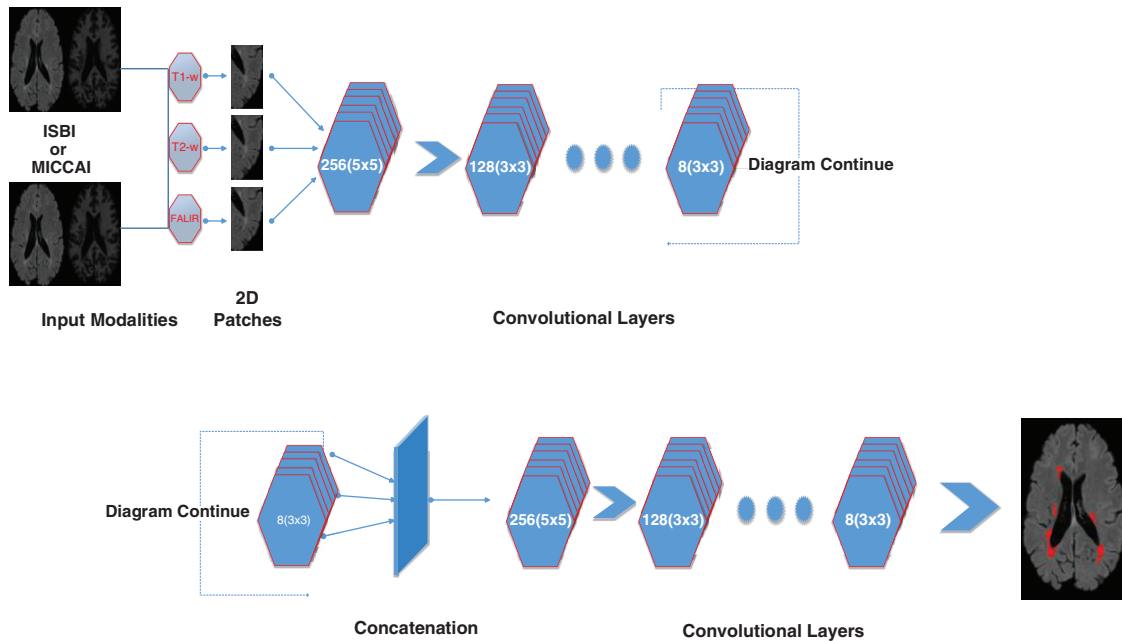 ISBI
or
MICCAI
T1-w
T2-w
FALIR
256(5x5)
128(3x3)
8(3x3)
Diagram Continue
Input Modalities
2D
Patches
Convolutional Layers
Diagram Continue
8(3x3)
256(5x5)
128(3x3)
8(3x3)
Concatenation
Convolutional Layers